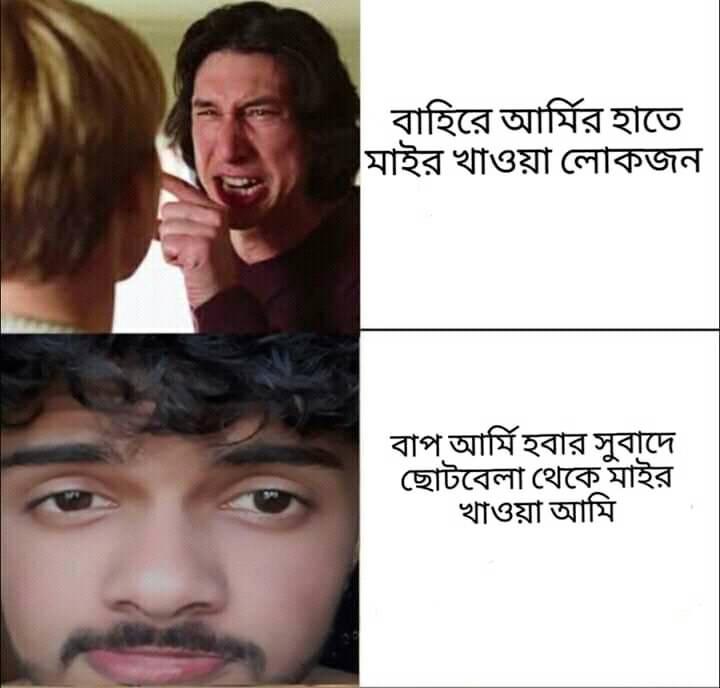 বাহিরে আর্মির হাতে
মাইর খাওয়া লোকজন
বাপ আর্মি হবার সুবাদে
ছোটবেলা থেকে মাইর
খাওয়া আমি